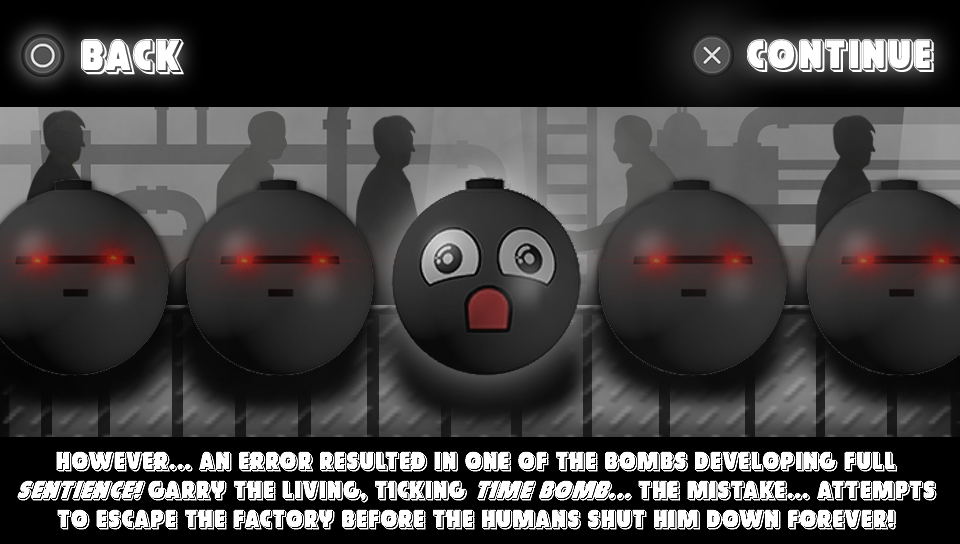 BACK
CONTINUE
HOWEVER... AN ERROR RESULTED IN ONE OF THE BOMBS DEVELOPING FULL
SENTIENCE! GARRY THE LIVING, TICKING TIME BOMB... THE MISTAKE... ATTEMPTS
TO ESCAPE THE FACTORY BEFORE THE HUMANS SHUT HIM DOWN FOREVER!